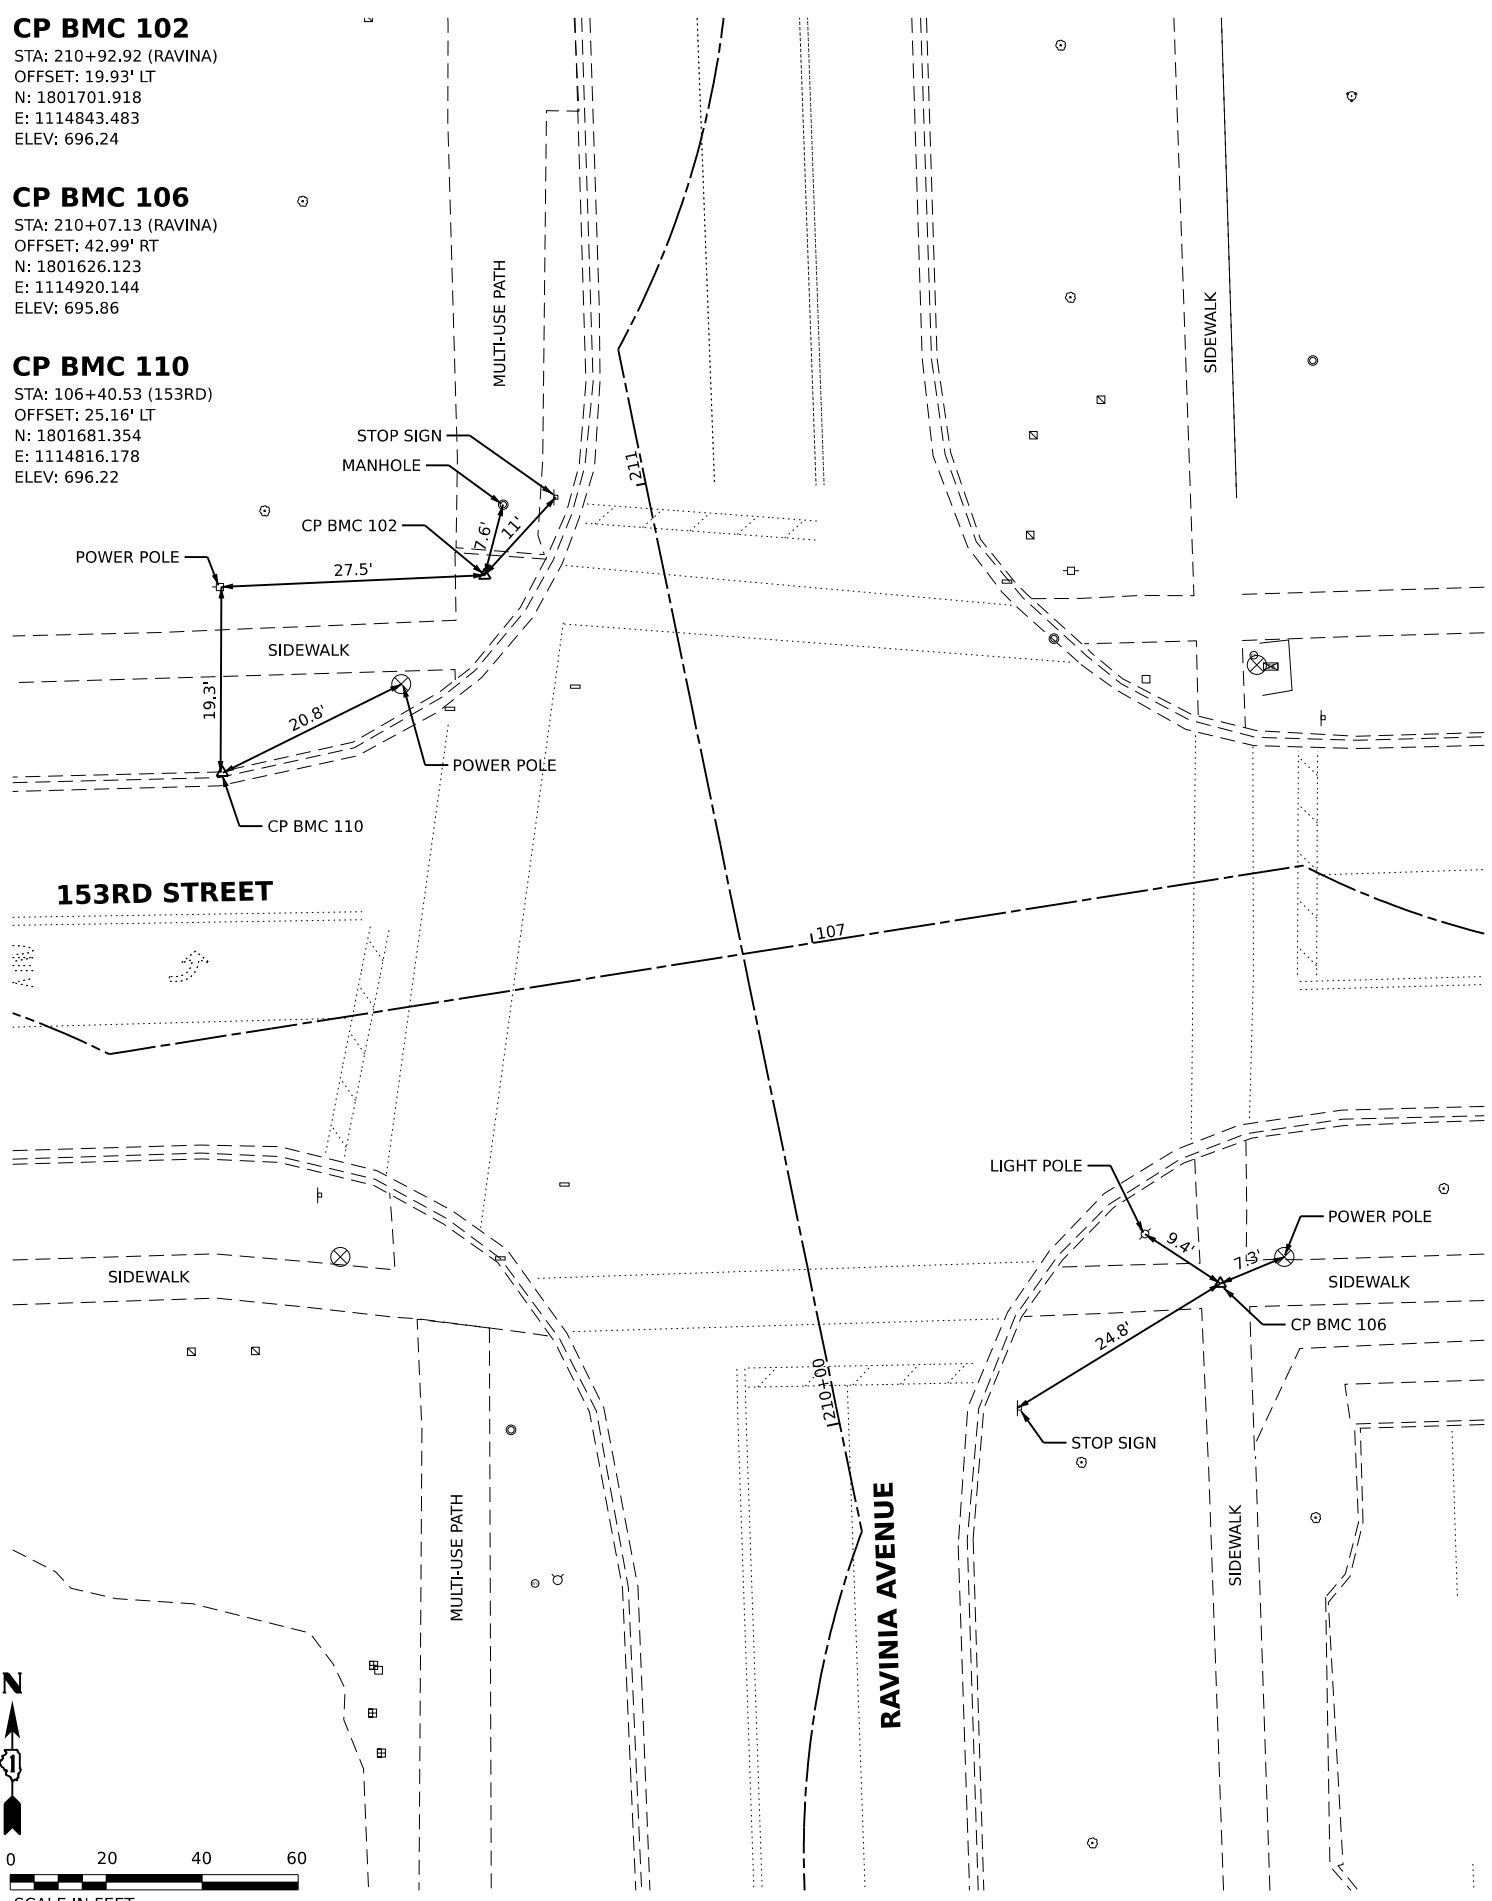 CP BMC 102
STA: 210+92.92 (RAVINA)
OFFSET: 19.93' LT
N: 1801701.918
E: 1114843.483
ELEV: 696.24
CP BMC 106
STA: 210+07.13 (RAVINA)
OFFSET: 42.99' RT
N: 1801626.123
E: 1114920.144
ELEV: 695.86
CP BMC 110
STA: 106+40.53 (153RD)
OFFSET: 25.16' LT
N: 1801681.354
E: 1114816.178
ELEV: 696.22
MULTI-USE PATH
SIDEWALK
STOP SIGN
MANHOLE
211
CP BMC 102
7.6'
11'
POWER POLE
27.5'
SIDEWALK
19.3'
20.8'
POWER POLE
CP BMC 110
153RD STREET
107
LIGHT POLE
POWER POLE
9.4'
7.3'
SIDEWALK
SIDEWALK
CP BMC 106
24.8'
210+00
STOP SIGN
MULTI-USE PATH
RAVINIA AVENUE
SIDEWALK
N
1
0 20 40 60
SCALE IN FEET